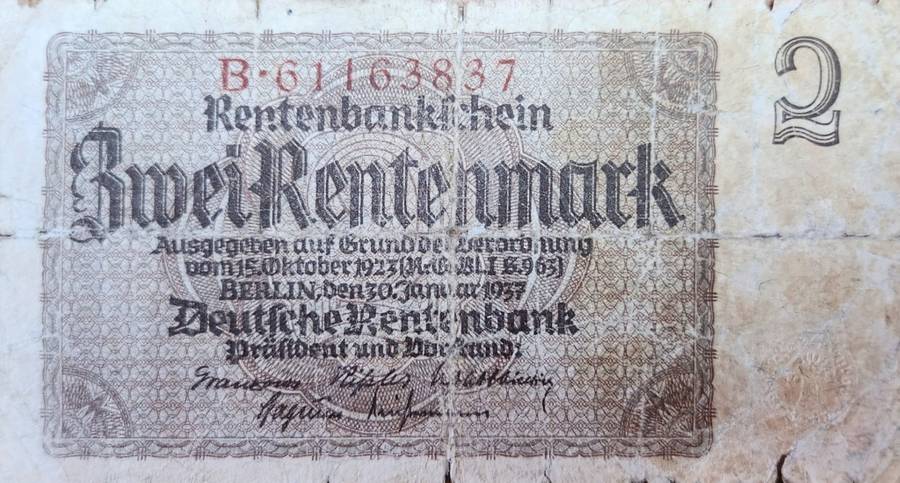 B·61163837
2
Rentenbankschein
Zwei Rentenmark
Ausgegeben auf Grund der Verordnung
vom 15. Oktober 1923 (R.G.Bl. I S. 963)
BERLIN, den 30. Januar 1937
Deutsche Rentenbank
Präsident und Vorstand: